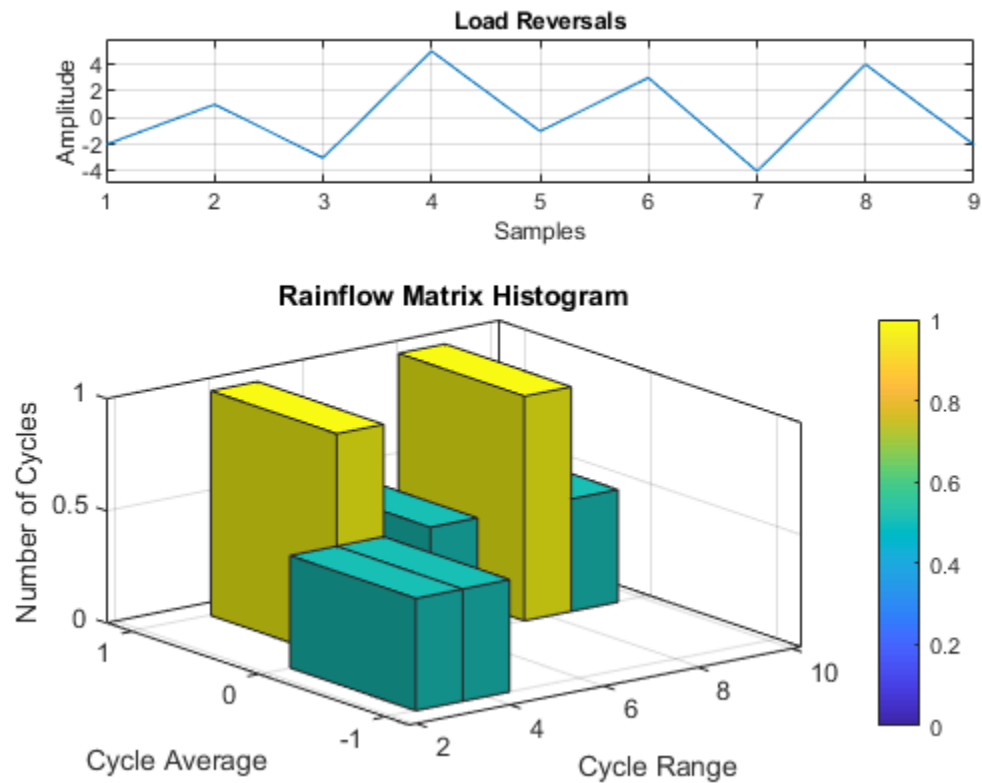 Load Reversals
Amplitude
4
2
0
-2
-4
1 2 3 4 5 6 7 8 9
Samples
Rainflow Matrix Histogram
Number of Cycles
1
0.5
0
1
0
-1
Cycle Average
2
4
6
8
10
Cycle Range
1
0.8
0.6
0.4
0.2
0